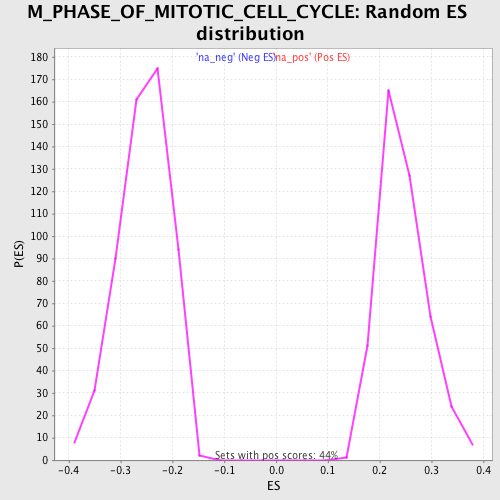 M_PHASE_OF_MITOTIC_CELL_CYCLE: Random ES
distribution
'na_neg' (Neg ES) 'na_pos' (Pos ES)
180
170
160
150
140
130
120
110
100
90
80
70
60
50
40
30
20
10
0
P(ES)
Sets with pos scores: 44%
-0.4 -0.3 -0.2 -0.1 0.0 0.1 0.2 0.3 0.4
ES